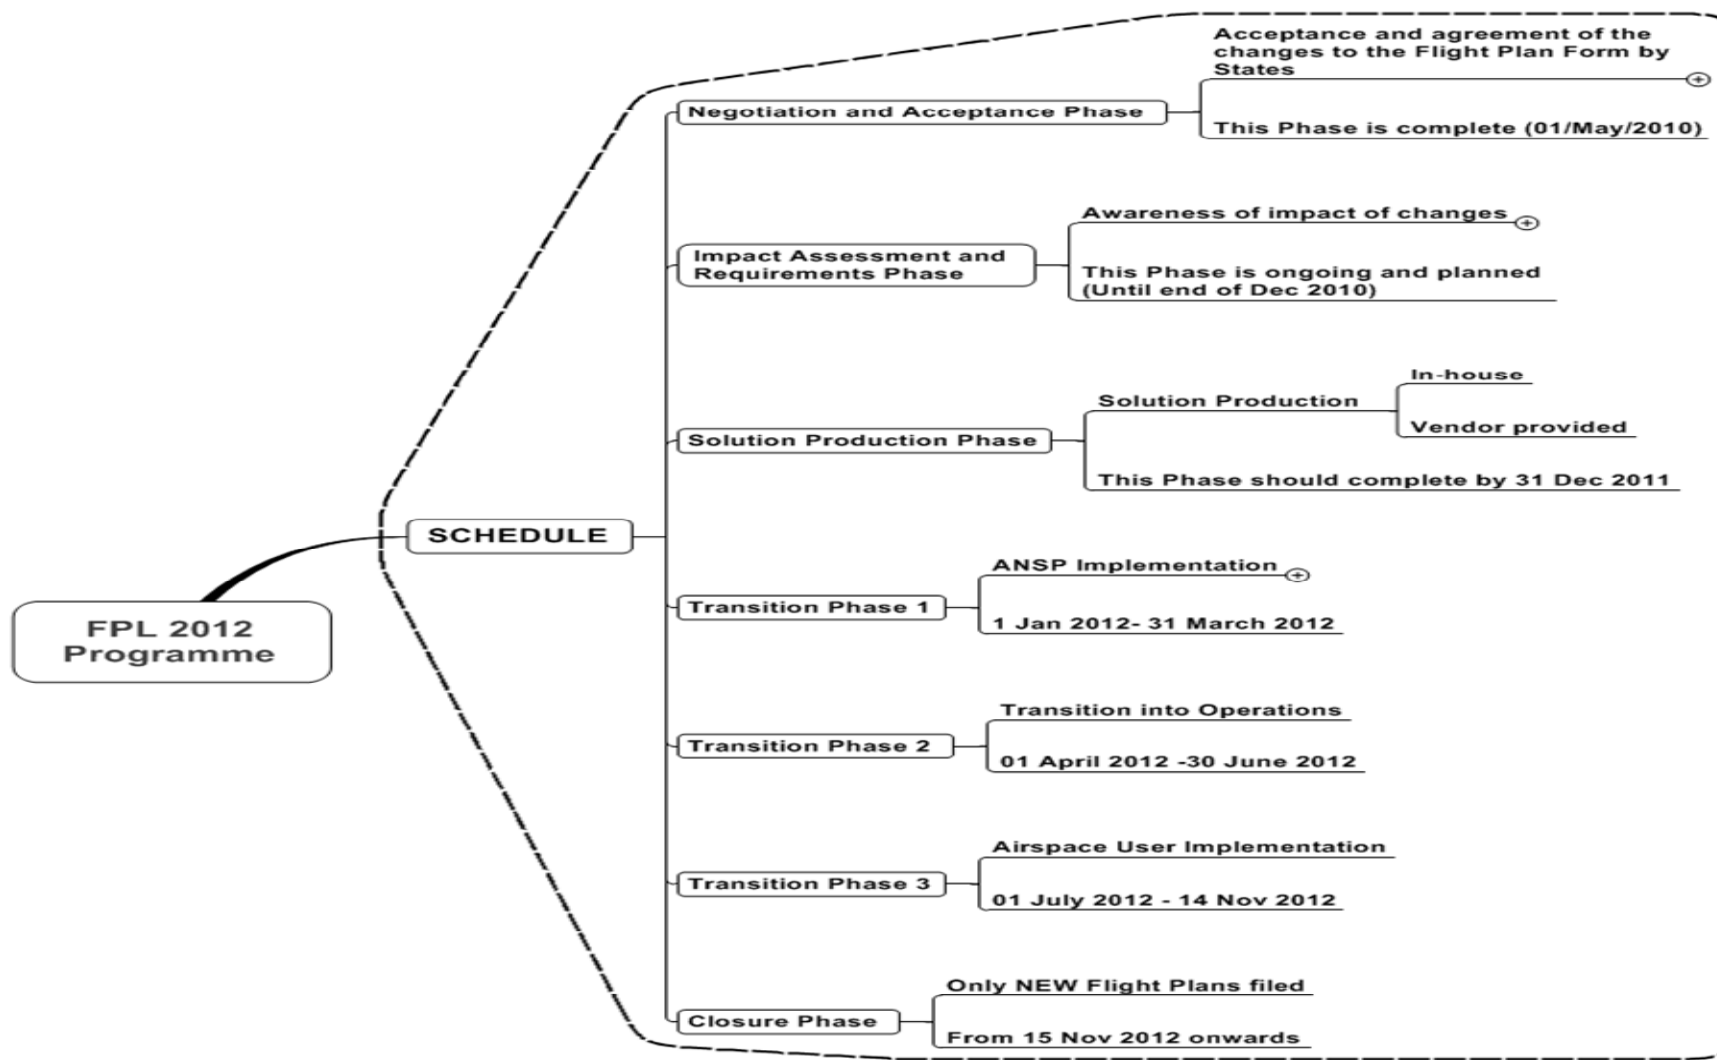 Acceptance and agreement of the
changes to the Flight Plan Form by
States
Negotiation and Acceptance Phase
This Phase is complete (01/May/2010)
Awareness of impact of changes
Impact Assessment and
Requirements Phase
This Phase is ongoing and planned
(Until end of Dec 2010)
In-house
Solution Production
Vendor provided
Solution Production Phase
This Phase should complete by 31 Dec 2011
SCHEDULE
FPL 2012
Programme
ANSP Implementation
Transition Phase 1
1 Jan 2012- 31 March 2012
Transition into Operations
Transition Phase 2
01 April 2012 -30 June 2012
Airspace User Implementation
Transition Phase 3
01 July 2012 - 14 Nov 2012
Only NEW Flight Plans filed
Closure Phase
From 15 Nov 2012 onwards